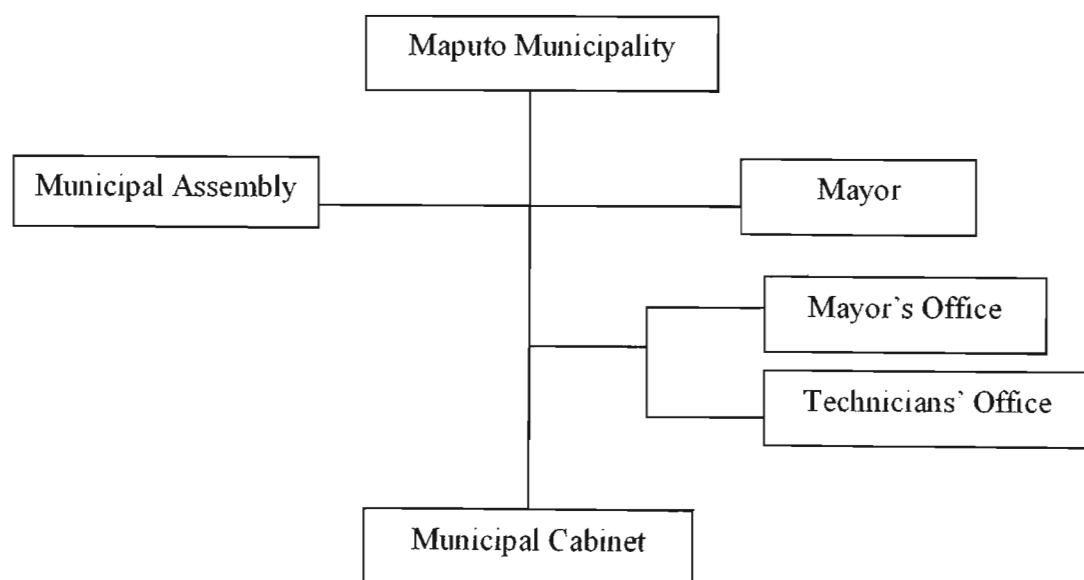 Maputo Municipality
Municipal Assembly
Mayor
Mayor's Office
Technicians' Office
Municipal Cabinet